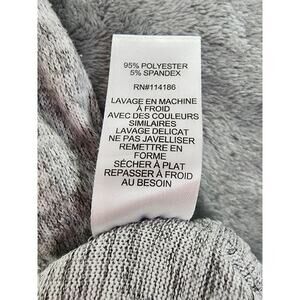 95% POLYESTER
5% SPANDEX
RN#114186
LAVAGE EN MACHINE
À FROID
AVEC DES COULEURS
SIMILAIRES
LAVAGE DELICAT
NE PAS JAVELLISER
REMETTRE EN
FORME
SÉCHER À PLAT
REPASSER À FROID
AU BESOIN